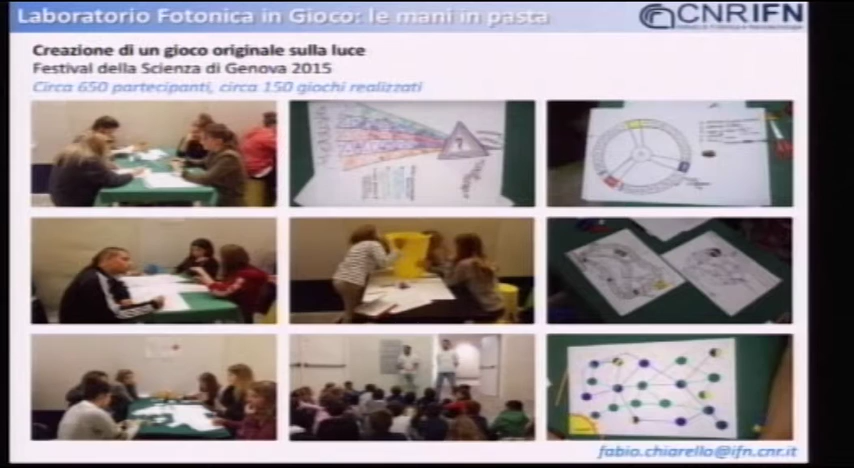 Laboratorio Fotonica in Gioco: le mani in pasta
CNRIFN
Creazione di un gioco originale sulla luce
Festival della Scienza di Genova 2015
Circa 650 partecipanti, circa 150 giochi realizzati
fabio.chiarello@ifn.cnr.it